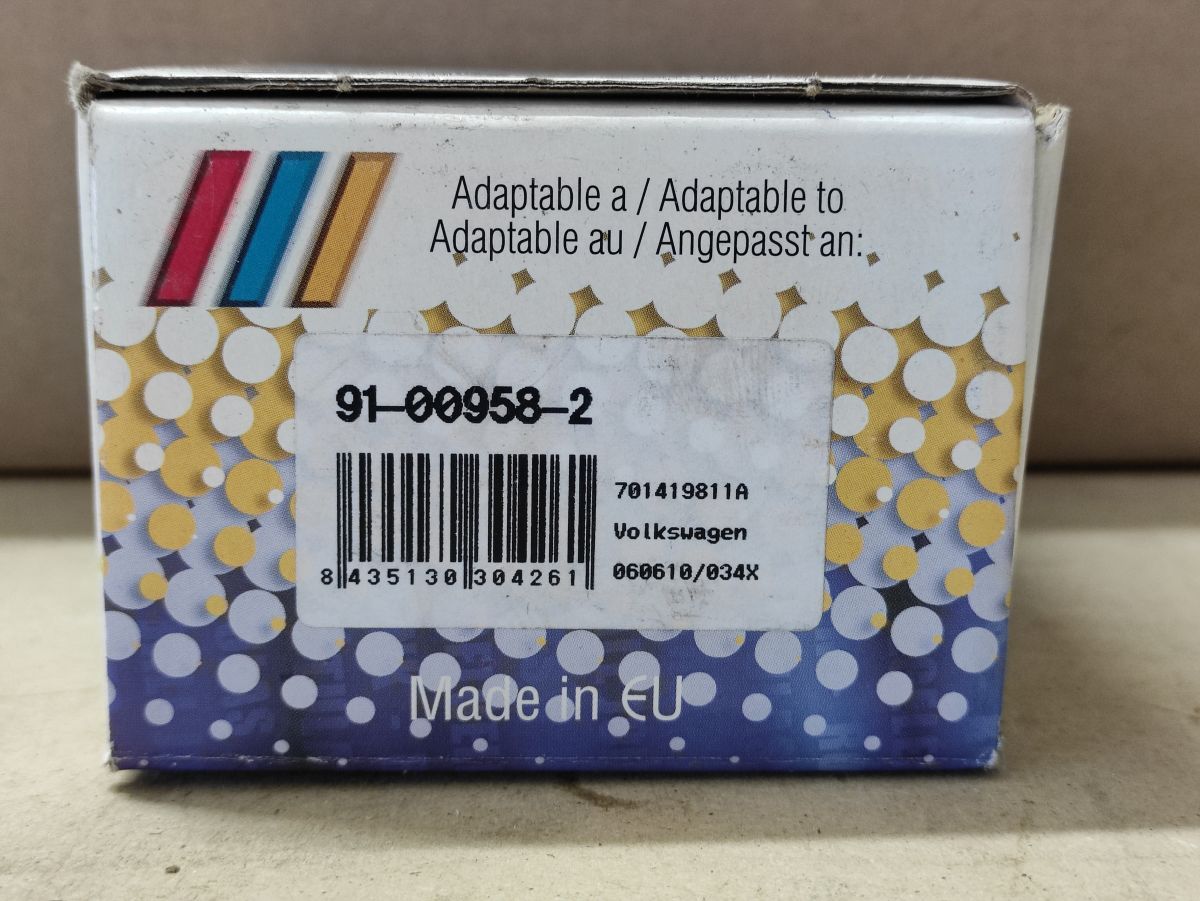 Adaptable a / Adaptable to
Adaptable au / Angepasst an:
91-00958-2
701419811A
Volkswagen
060610/034X
8 435130 304261
Made in EU